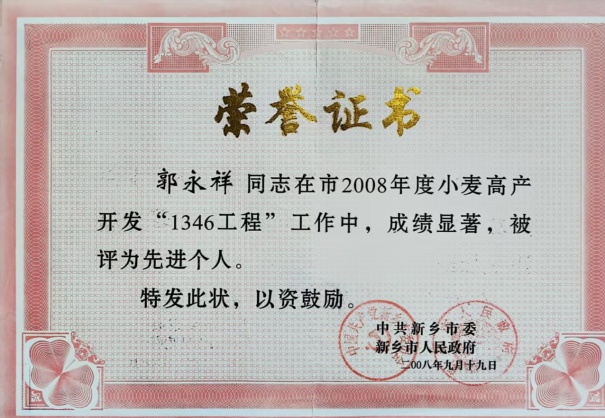 荣誉证书
郭永祥 同志在市2008年度小麦高产
开发“1346工程”工作中，成绩显著，被
评为先进个人。
特发此状，以资鼓励。
中共新乡市委
新乡市人民政府
二00八年九月十九日